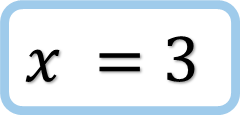 x = 3